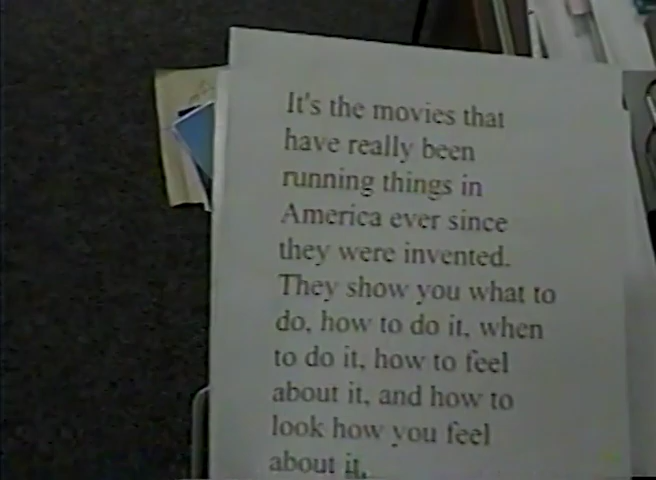 It's the movies that
have really been
running things in
America ever since
they were invented.
They show you what to
do, how to do it, when
to do it, how to feel
about it, and how to
look how you feel
about it.